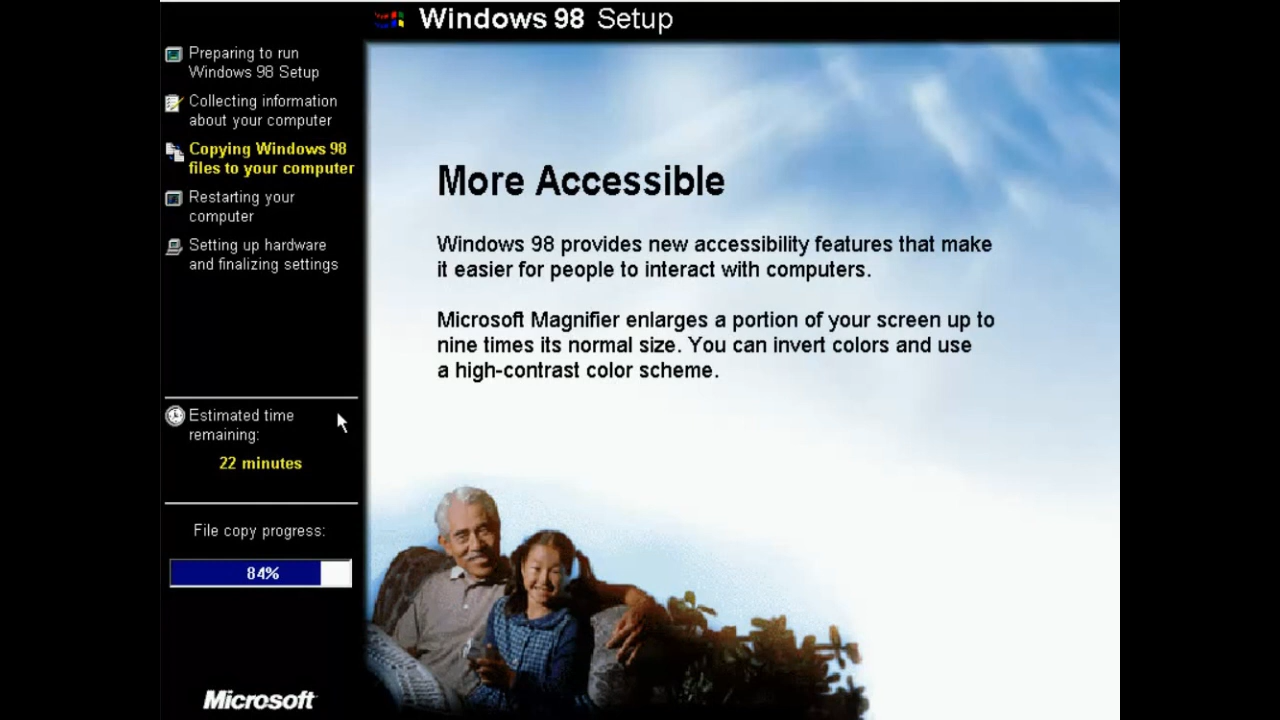 Windows 98 Setup
Preparing to run
Windows 98 Setup
Collecting information
about your computer
Copying Windows 98
files to your computer
Restarting your
computer
Setting up hardware
and finalizing settings
Estimated time
remaining:
22 minutes
File copy progress:
84%
Microsoft
More Accessible
Windows 98 provides new accessibility features that make
it easier for people to interact with computers.
Microsoft Magnifier enlarges a portion of your screen up to
nine times its normal size. You can invert colors and use
a high-contrast color scheme.